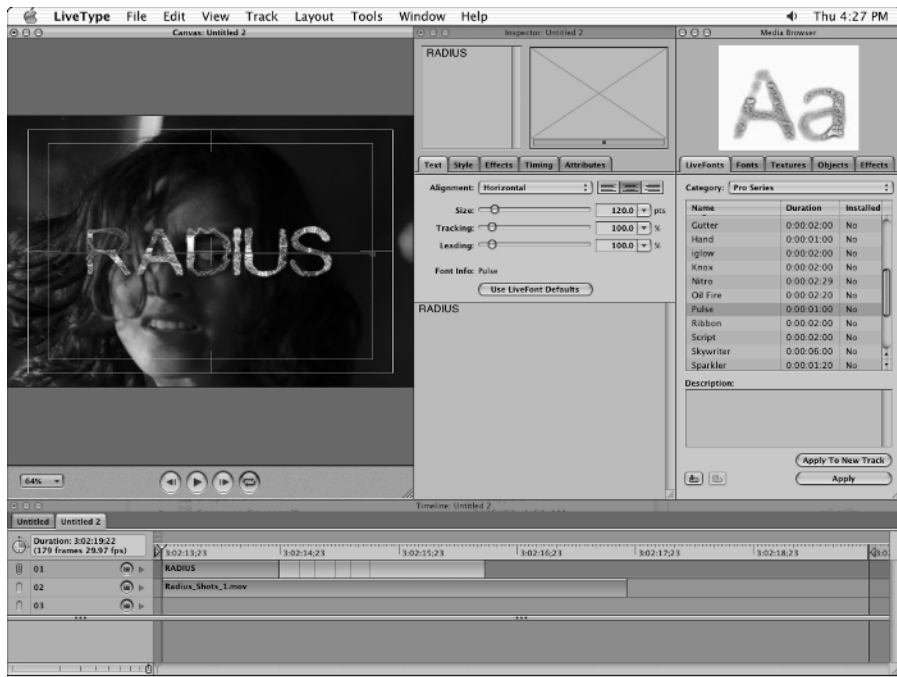 LiveType File Edit View Track Layout Tools Window Help Thu 4:27 PM
Canvas: Untitled 2
RADIUS
64%
Inspector: Untitled 2
RADIUS
Text Style Effects Timing Attributes
Alignment: Horizontal
Size: 120.0 pts
Tracking: 100.0 %
Leading: 100.0 %
Font Info: Pulse
Use LiveFont Defaults
RADIUS
Media Browser
Aa
LiveFonts Fonts Textures Objects Effects
Category: Pro Series
Name Duration Installed
Gutter 0:00:02:00 No
Hand 0:00:01:00 No
iglow 0:00:02:00 No
Knox 0:00:02:00 No
Nitro 0:00:02:29 No
Oil Fire 0:00:02:20 No
Pulse 0:00:01:00 No
Ribbon 0:00:02:00 No
Script 0:00:02:00 No
Skywriter 0:00:06:00 No
Sparkler 0:00:01:20 No
Description:
Apply To New Track
Apply
Timeline: Untitled 2
Untitled Untitled 2
Duration: 3:02:19:22
(179 frames 29.97 fps)
3:02:13;23 3:02:14;23 3:02:15;23 3:02:16;23 3:02:17;23 3:02:18;23
01 RADIUS
02 Radius_Shots_1.mov
03